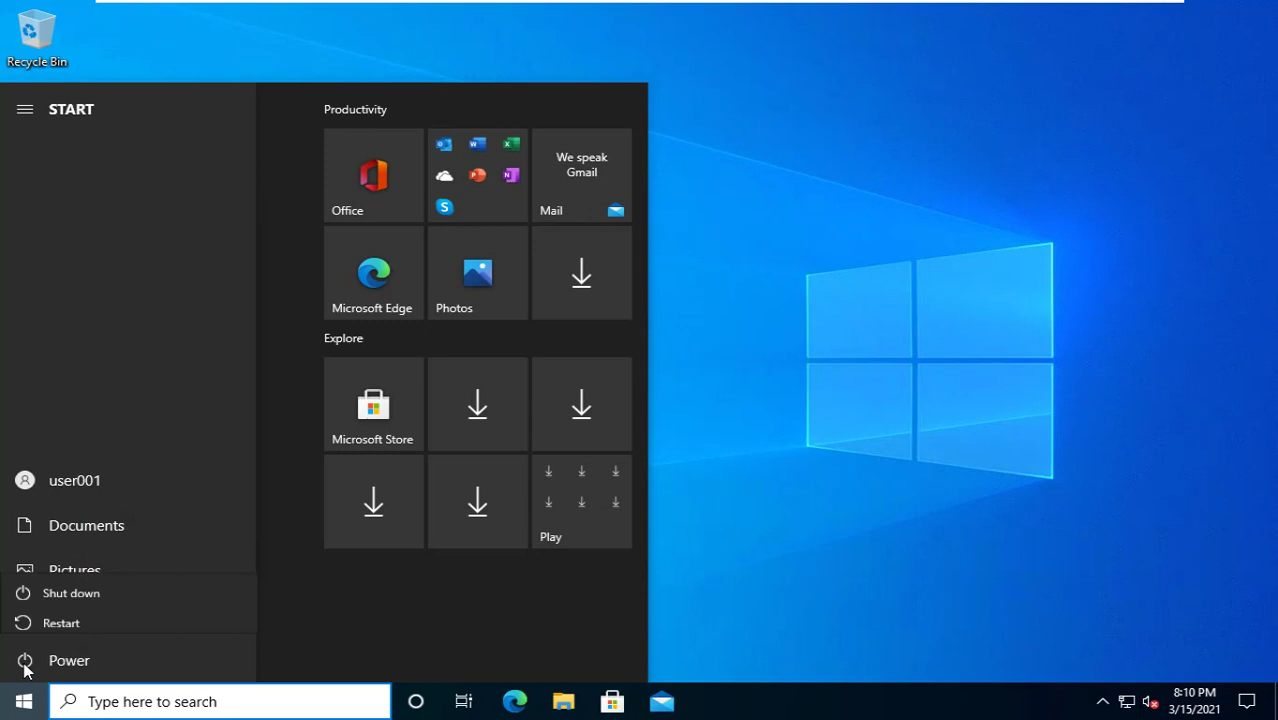 Recycle Bin
START
Productivity
Office
We speak
Gmail
Mail
Microsoft Edge
Photos
Explore
Microsoft Store
Play
user001
Documents
Pictures
Shut down
Restart
Power
Type here to search
8:10 PM
3/15/2021